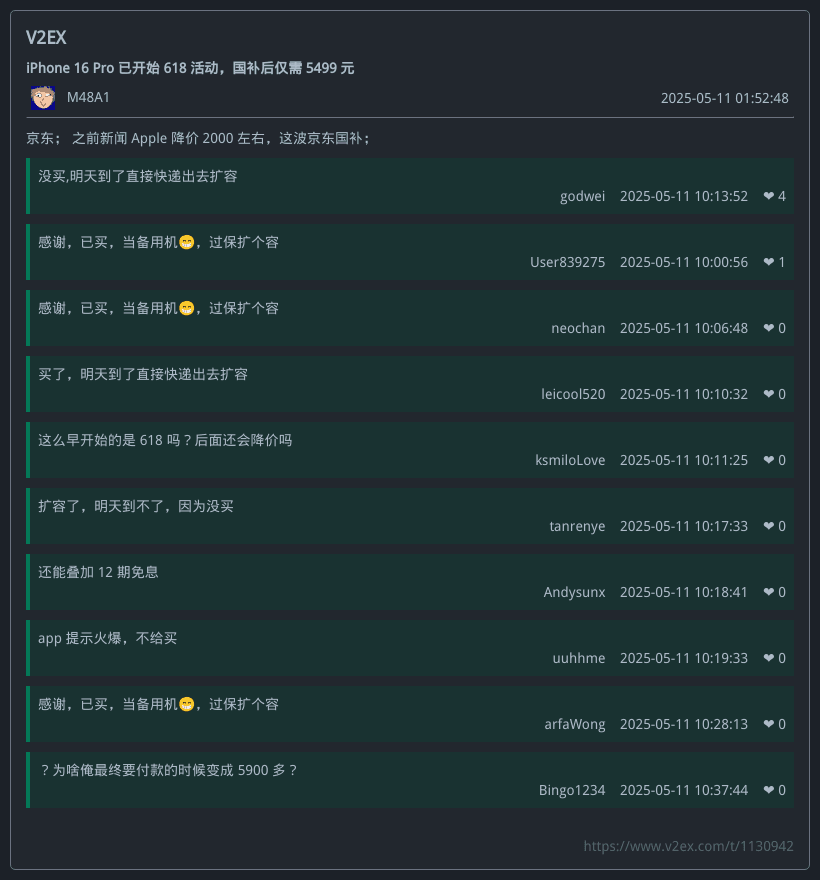 V2EX
iPhone 16 Pro 已开始 618 活动，国补后仅需 5499 元
M48A1
2025-05-11 01:52:48
京东； 之前新闻 Apple 降价 2000 左右，这波京东国补；
没买,明天到了直接快递出去扩容
godwei 2025-05-11 10:13:52 ❤ 4
感谢，已买，当备用机😁，过保扩个容
User839275 2025-05-11 10:00:56 ❤ 1
感谢，已买，当备用机😁，过保扩个容
neochan 2025-05-11 10:06:48 ❤ 0
买了，明天到了直接快递出去扩容
leicool520 2025-05-11 10:10:32 ❤ 0
这么早开始的是 618 吗？后面还会降价吗
ksmiloLove 2025-05-11 10:11:25 ❤ 0
扩容了，明天到不了，因为没买
tanrenye 2025-05-11 10:17:33 ❤ 0
还能叠加 12 期免息
Andysunx 2025-05-11 10:18:41 ❤ 0
app 提示火爆，不给买
uuhhme 2025-05-11 10:19:33 ❤ 0
感谢，已买，当备用机😁，过保扩个容
arfaWong 2025-05-11 10:28:13 ❤ 0
？为啥俺最终要付款的时候变成 5900 多？
Bingo1234 2025-05-11 10:37:44 ❤ 0
https://www.v2ex.com/t/1130942